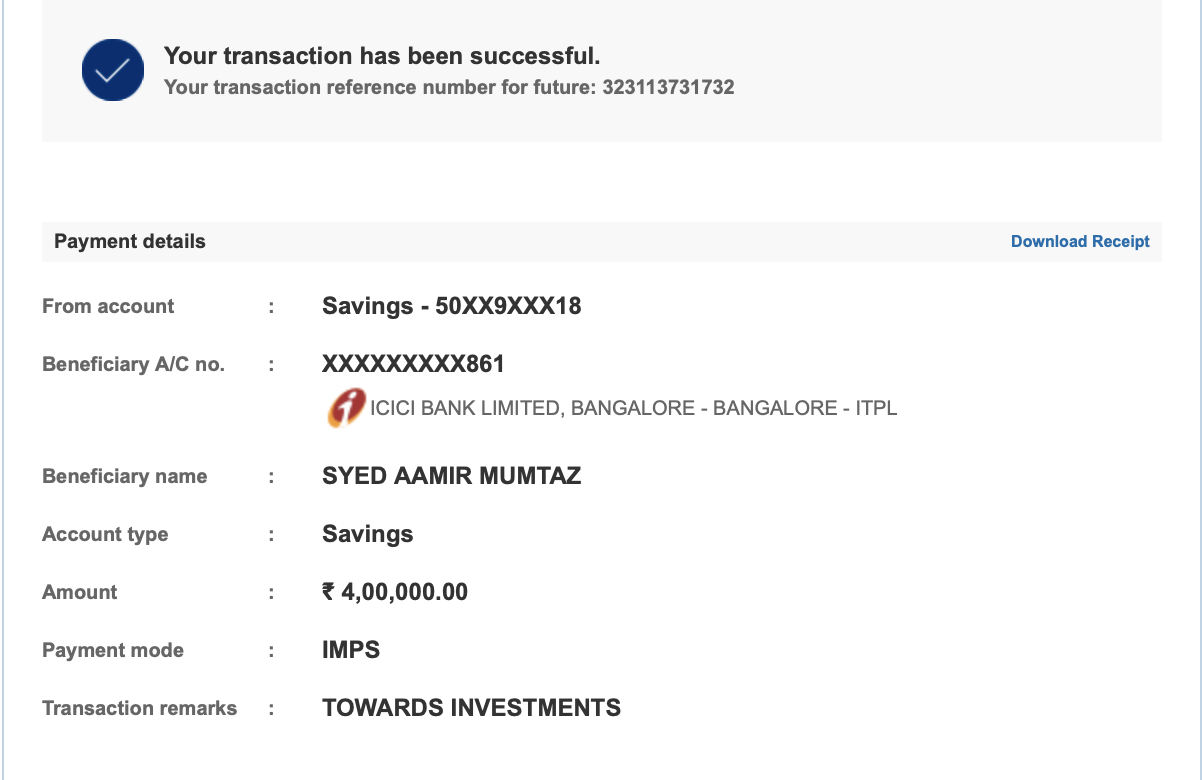 Your transaction has been successful.
Your transaction reference number for future: 323113731732
Payment details Download Receipt
From account : Savings - 50XX9XXX18
Beneficiary A/C no. : XXXXXXXXX861
ICICI BANK LIMITED, BANGALORE - BANGALORE - ITPL
Beneficiary name : SYED AAMIR MUMTAZ
Account type : Savings
Amount : ₹ 4,00,000.00
Payment mode : IMPS
Transaction remarks : TOWARDS INVESTMENTS